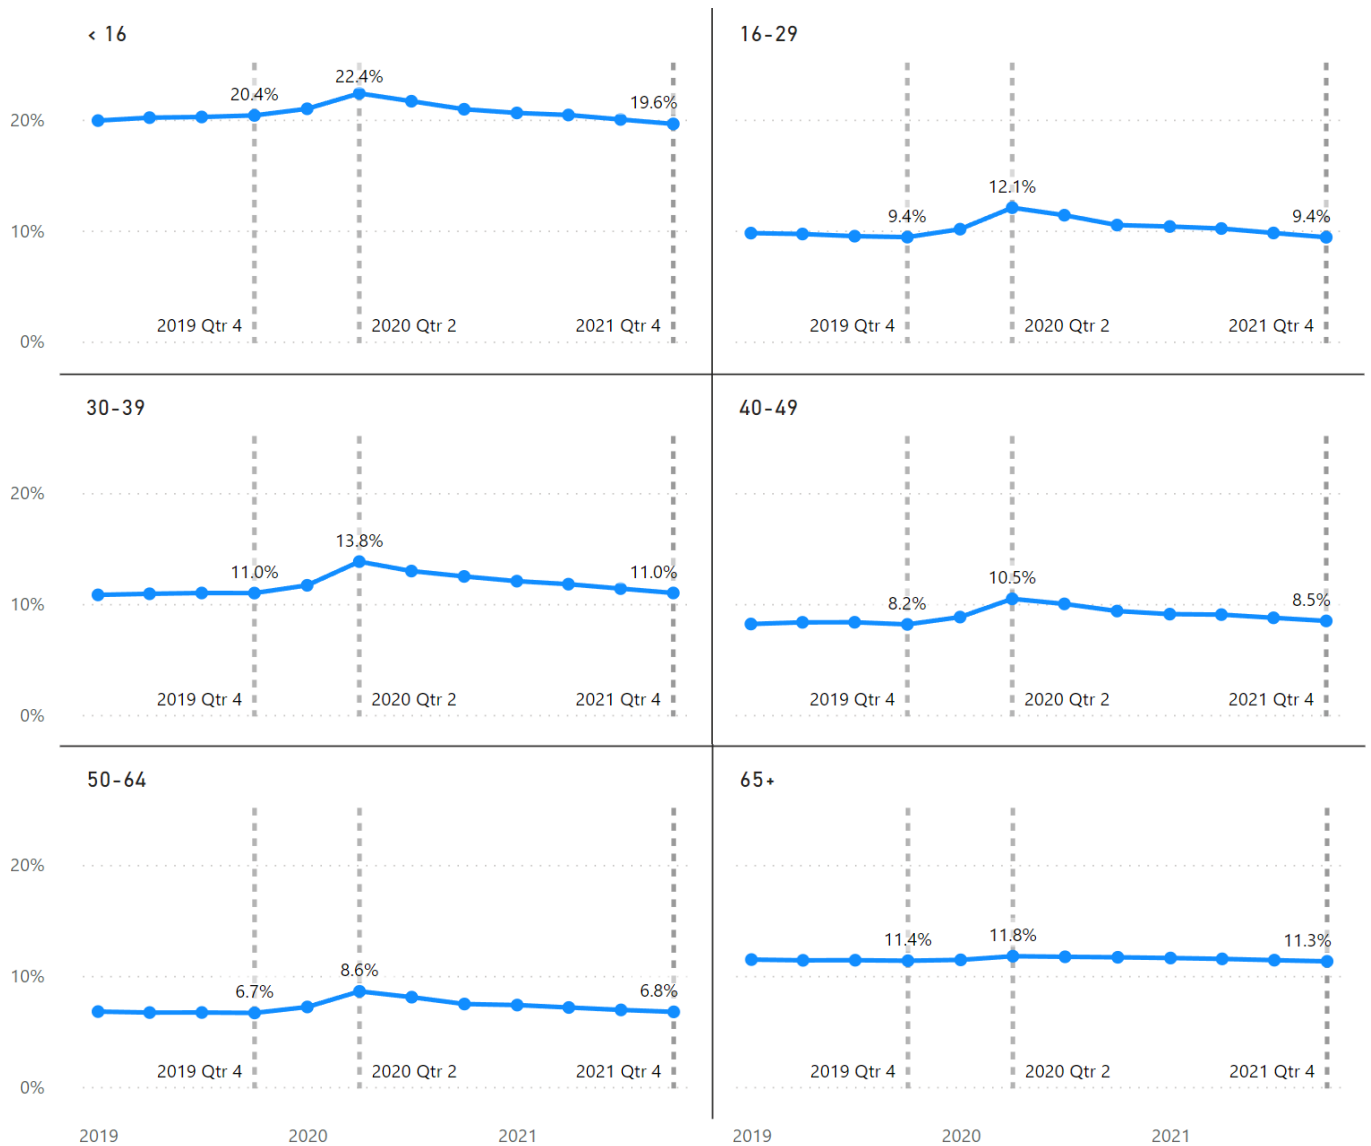 < 16
22.4%
20.4%
19.6%
20%
10%
2019 Qtr 4
2020 Qtr 2
2021 Qtr 4
0%
16-29
12.1%
9.4%
9.4%
2019 Qtr 4
2020 Qtr 2
2021 Qtr 4
30-39
20%
13.8%
11.0%
11.0%
10%
2019 Qtr 4
2020 Qtr 2
2021 Qtr 4
0%
40-49
10.5%
8.2%
8.5%
2019 Qtr 4
2020 Qtr 2
2021 Qtr 4
50-64
20%
10%
8.6%
6.7%
6.8%
2019 Qtr 4
2020 Qtr 2
2021 Qtr 4
0%
2019
2020
2021
65+
11.4%
11.8%
11.3%
2019 Qtr 4
2020 Qtr 2
2021 Qtr 4
2019
2020
2021